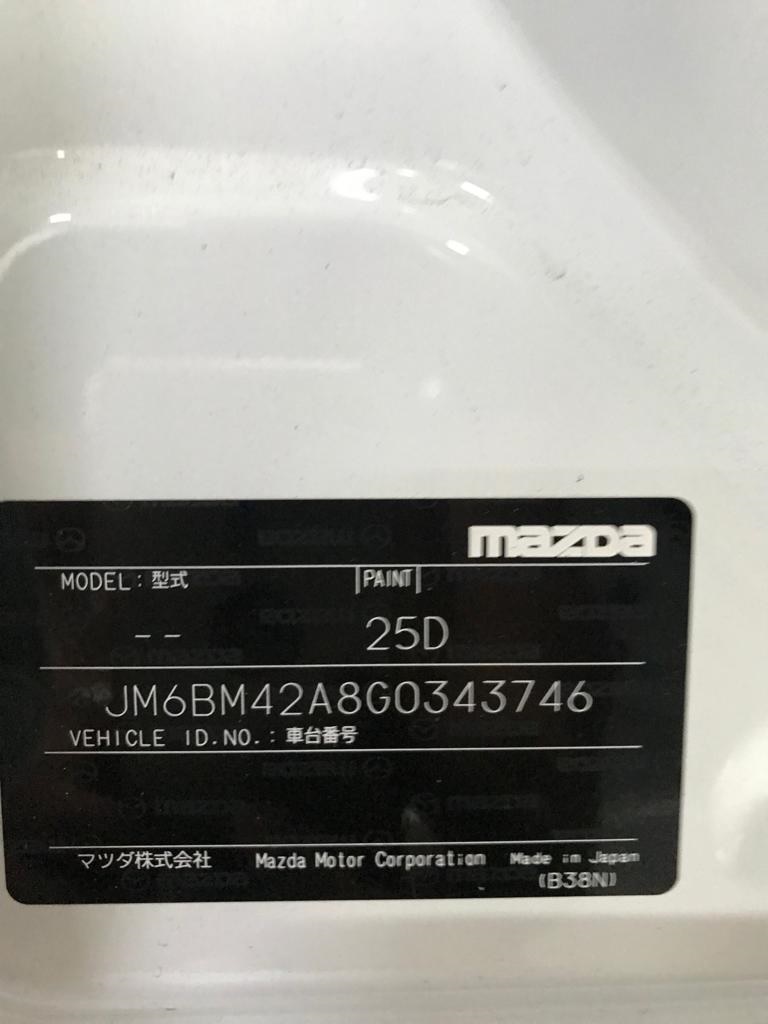 mazda
MODEL: 型式 PAINT
-- 25D
JM6BM42A8G0343746
VEHICLE ID.NO.: 車台番号
マツダ株式会社 Mazda Motor Corporation Made in Japan
(B38N)